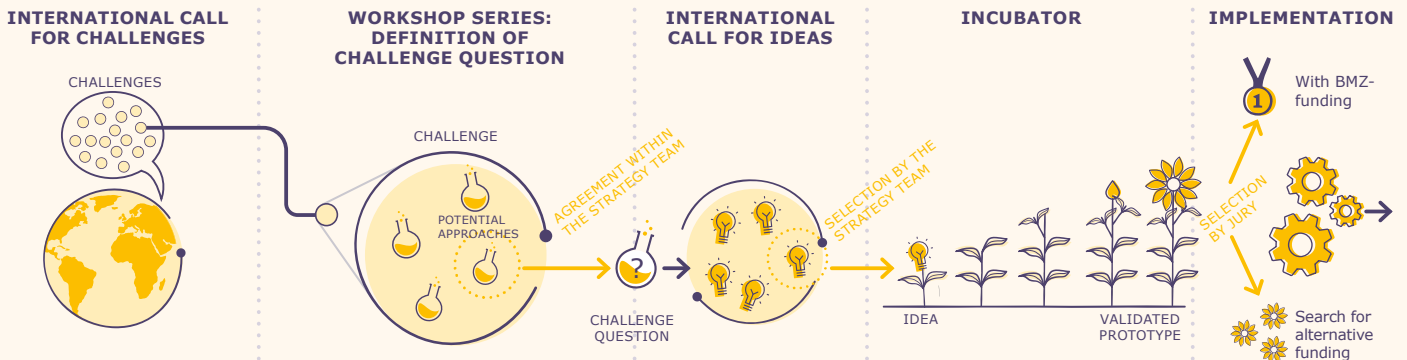 INTERNATIONAL CALL
FOR CHALLENGES
CHALLENGES
WORKSHOP SERIES:
DEFINITION OF
CHALLENGE QUESTION
CHALLENGE
POTENTIAL
APPROACHES
AGREEMENT WITHIN
THE STRATEGY TEAM
?
CHALLENGE
QUESTION
INTERNATIONAL
CALL FOR IDEAS
SELECTION BY THE
STRATEGY TEAM
INCUBATOR
IDEA
VALIDATED
PROTOTYPE
SELECTION
BY JURY
IMPLEMENTATION
1
With BMZ-
funding
Search for
alternative
funding